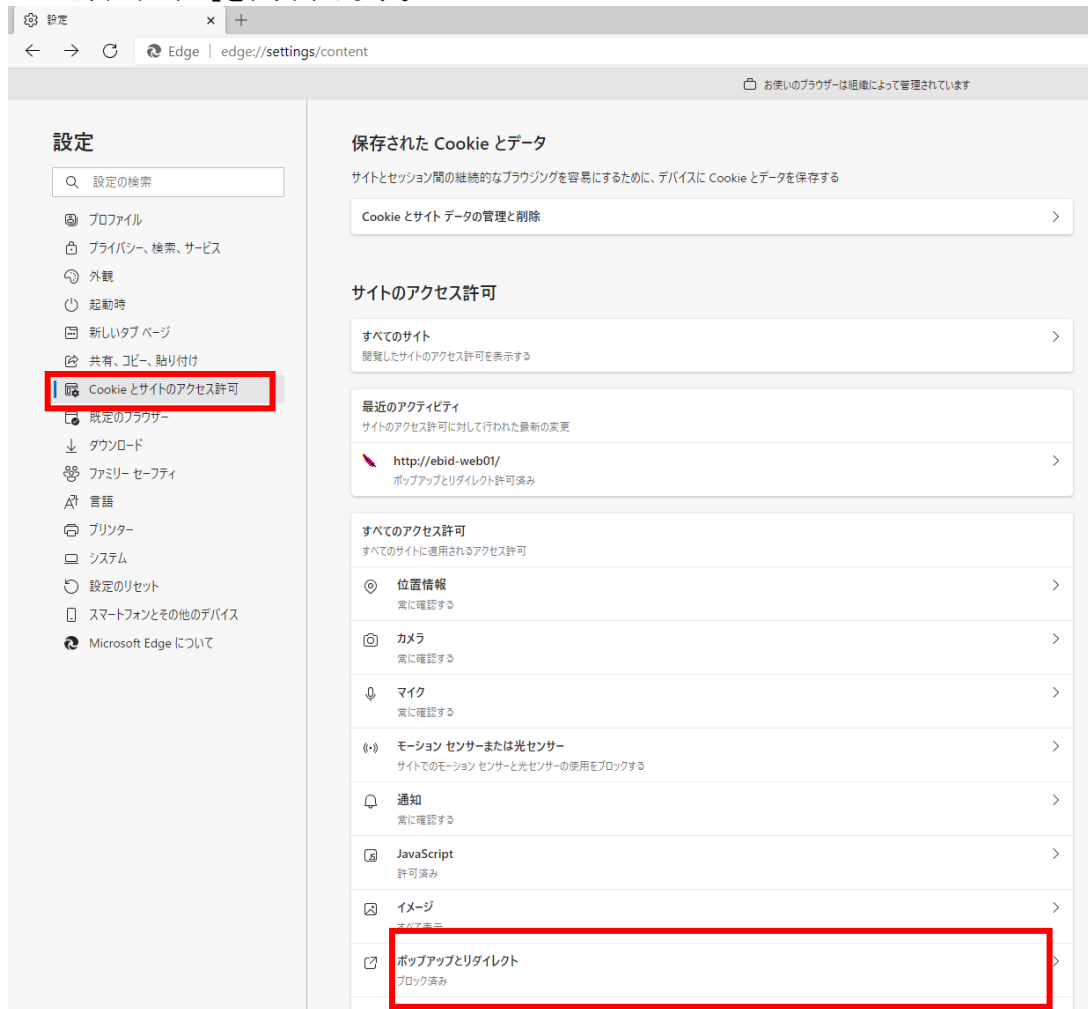 設定
Edge | edge://settings/content
お使いのブラウザーは組織によって管理されています
設定
設定の検索
プロファイル
プライバシー、検索、サービス
外観
起動時
新しいタブ ページ
共有、コピー、貼り付け
Cookie とサイトのアクセス許可
既定のブラウザー
ダウンロード
ファミリー セーフティ
言語
プリンター
システム
設定のリセット
スマートフォンとその他のデバイス
Microsoft Edge について
保存された Cookie とデータ
サイトとセッション間の継続的なブラウジングを容易にするために、デバイスに Cookie とデータを保存する
Cookie とサイト データの管理と削除
サイトのアクセス許可
すべてのサイト
閲覧したサイトのアクセス許可を表示する
最近のアクティビティ
サイトのアクセス許可に対して行われた最新の変更
http://ebid-web01/
ポップアップとリダイレクト許可済み
すべてのアクセス許可
すべてのサイトに適用されるアクセス許可
位置情報
常に確認する
カメラ
常に確認する
マイク
常に確認する
モーション センサーまたは光センサー
サイトでのモーション センサーと光センサーの使用をブロックする
通知
常に確認する
JavaScript
許可済み
イメージ
すべて表示
ポップアップとリダイレクト
ブロック済み